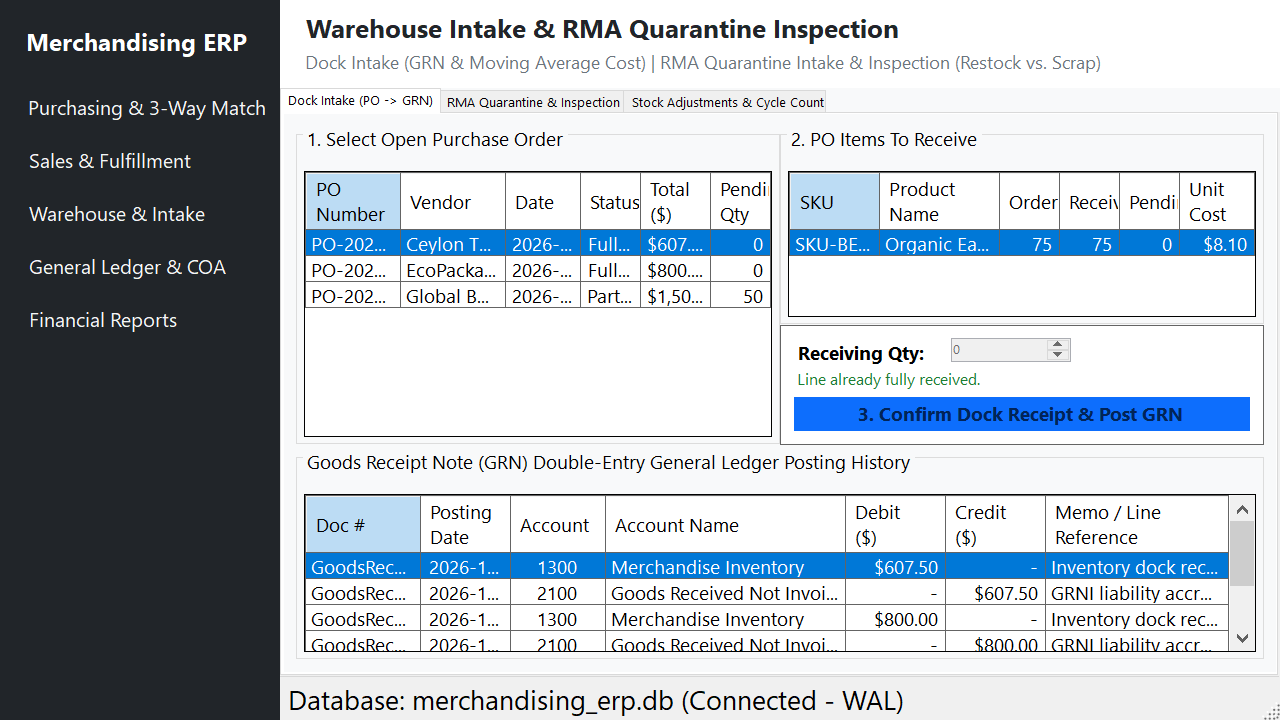 Merchandising ERP
Purchasing & 3-Way Match
Sales & Fulfillment
Warehouse & Intake
General Ledger & COA
Financial Reports
Warehouse Intake & RMA Quarantine Inspection
Dock Intake (GRN & Moving Average Cost) | RMA Quarantine Intake & Inspection (Restock vs. Scrap)
Dock Intake (PO -> GRN) RMA Quarantine & Inspection Stock Adjustments & Cycle Count
1. Select Open Purchase Order
PO Number Vendor Date Status Total ($) Pendi Qty
PO-202... Ceylon T... 2026-... Full... $607.... 0
PO-202... EcoPacka... 2026-... Full... $800.... 0
PO-202... Global B... 2026-... Part... $1,50... 50
2. PO Items To Receive
SKU Product Name Order Receiv Pendi Unit Cost
SKU-BE... Organic Ea... 75 75 0 $8.10
Receiving Qty: 0
Line already fully received.
3. Confirm Dock Receipt & Post GRN
Goods Receipt Note (GRN) Double-Entry General Ledger Posting History
Doc # Posting Date Account Account Name Debit ($) Credit ($) Memo / Line Reference
GoodsRec... 2026-1... 1300 Merchandise Inventory $607.50 - Inventory dock rec...
GoodsRec... 2026-1... 2100 Goods Received Not Invoi... - $607.50 GRNI liability accr...
GoodsRec... 2026-1... 1300 Merchandise Inventory $800.00 - Inventory dock rec...
GoodsRec... 2026-1... 2100 Goods Received Not Invoi... - $800.00 GRNI liability accr...
Database: merchandising_erp.db (Connected - WAL)